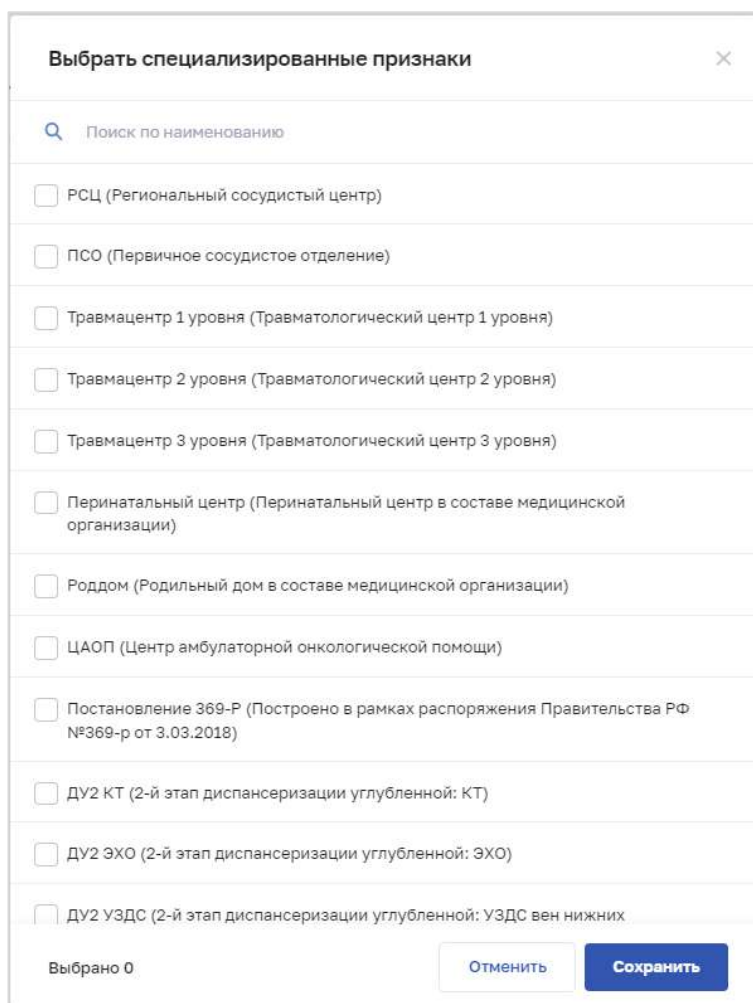 Выбрать специализированные признаки
Поиск по наименованию
РСЦ (Региональный сосудистый центр)
ПСО (Первичное сосудистое отделение)
Травмацентр 1 уровня (Травматологический центр 1 уровня)
Травмацентр 2 уровня (Травматологический центр 2 уровня)
Травмацентр 3 уровня (Травматологический центр 3 уровня)
Перинатальный центр (Перинатальный центр в составе медицинской
организации)
Роддом (Родильный дом в составе медицинской организации)
ЦАОП (Центр амбулаторной онкологической помощи)
Постановление 369-Р (Построено в рамках распоряжения Правительства РФ
№369-р от 3.03.2018)
ДУ2 КТ (2-й этап диспансеризации углубленной: КТ)
ДУ2 ЭХО (2-й этап диспансеризации углубленной: ЭХО)
ДУ2 УЗДС (2-й этап диспансеризации углубленной: УЗДС вен нижних
Выбрано 0
Отменить
Сохранить